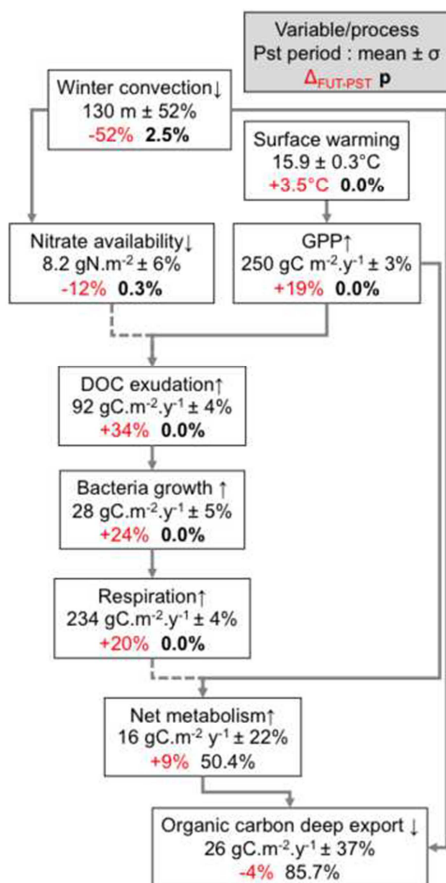 Variable/process
Pst period : mean ± σ
ΔFUT-PST p
Winter convection↓
130 m ± 52%
-52% 2.5%
Surface warming
15.9 ± 0.3°C
+3.5°C 0.0%
Nitrate availability↓
8.2 gN.m⁻² ± 6%
-12% 0.3%
GPP↑
250 gC m⁻².y⁻¹ ± 3%
+19% 0.0%
DOC exudation↑
92 gC.m⁻².y⁻¹ ± 4%
+34% 0.0%
Bacteria growth ↑
28 gC.m⁻².y⁻¹ ± 5%
+24% 0.0%
Respiration↑
234 gC.m⁻².y⁻¹ ± 4%
+20% 0.0%
Net metabolism↑
16 gC.m⁻² y⁻¹ ± 22%
+9% 50.4%
Organic carbon deep export ↓
26 gC.m⁻².y⁻¹ ± 37%
-4% 85.7%